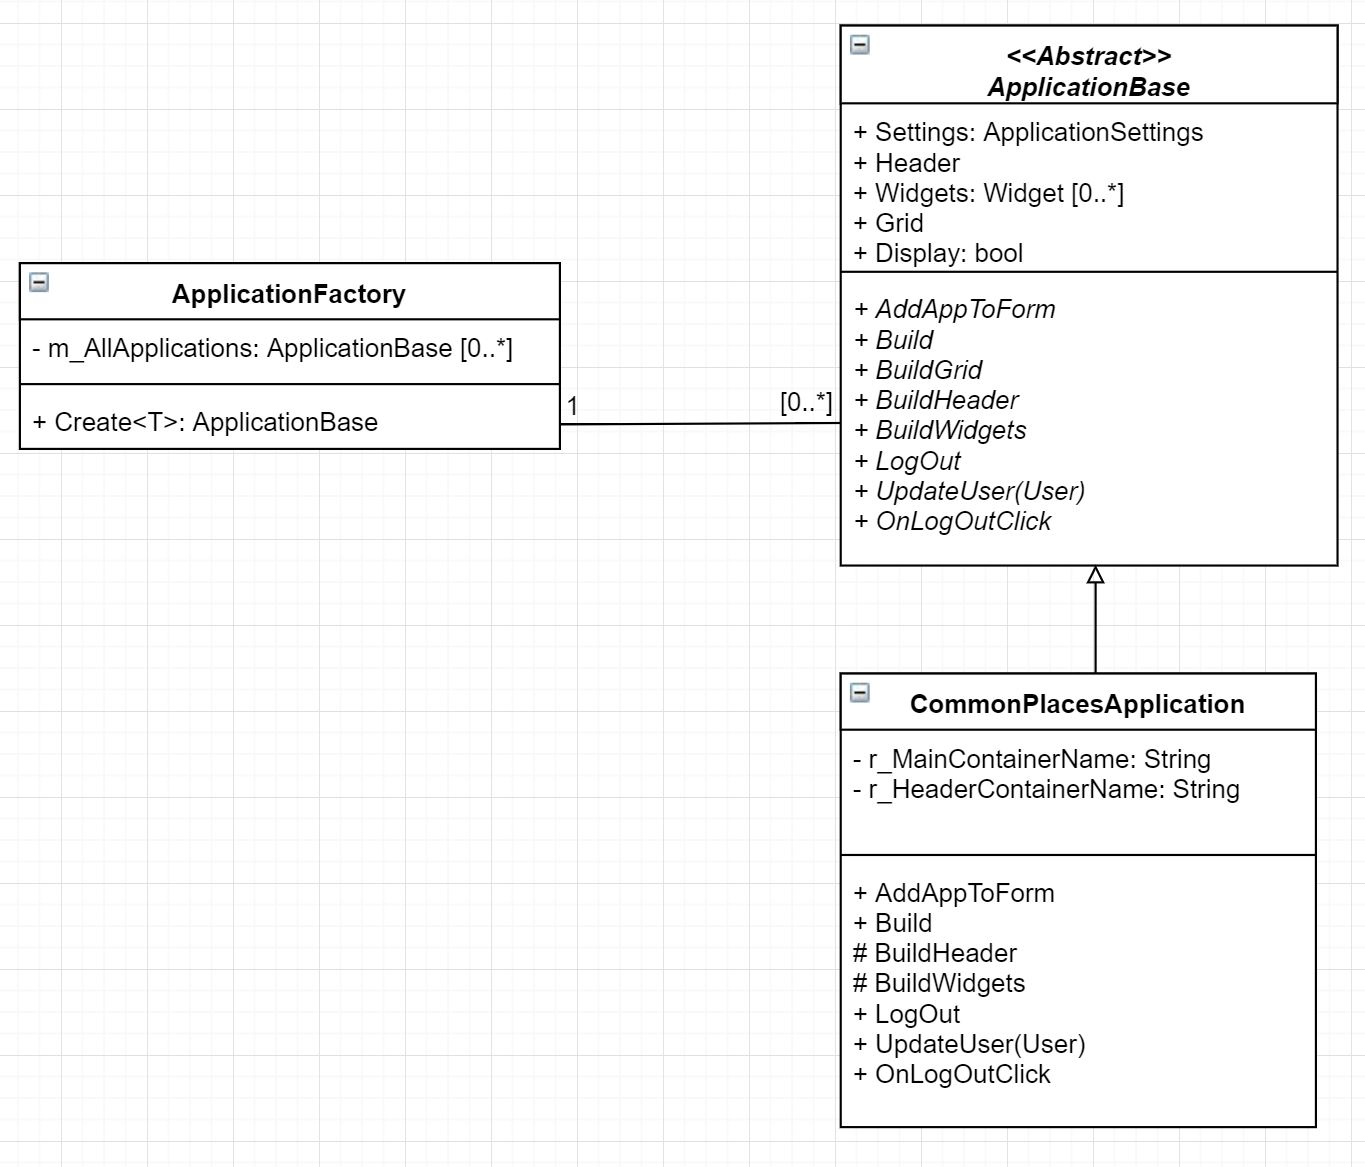 <<Abstract>>
ApplicationBase
+ Settings: ApplicationSettings
+ Header
+ Widgets: Widget [0..*]
+ Grid
+ Display: bool
+ AddAppToForm
+ Build
+ BuildGrid
+ BuildHeader
+ BuildWidgets
+ LogOut
+ UpdateUser(User)
+ OnLogOutClick
ApplicationFactory
- m_AllApplications: ApplicationBase [0..*]
+ Create<T>: ApplicationBase
1
[0..*]
CommonPlacesApplication
- r_MainContainerName: String
- r_HeaderContainerName: String
+ AddAppToForm
+ Build
# BuildHeader
# BuildWidgets
+ LogOut
+ UpdateUser(User)
+ OnLogOutClick